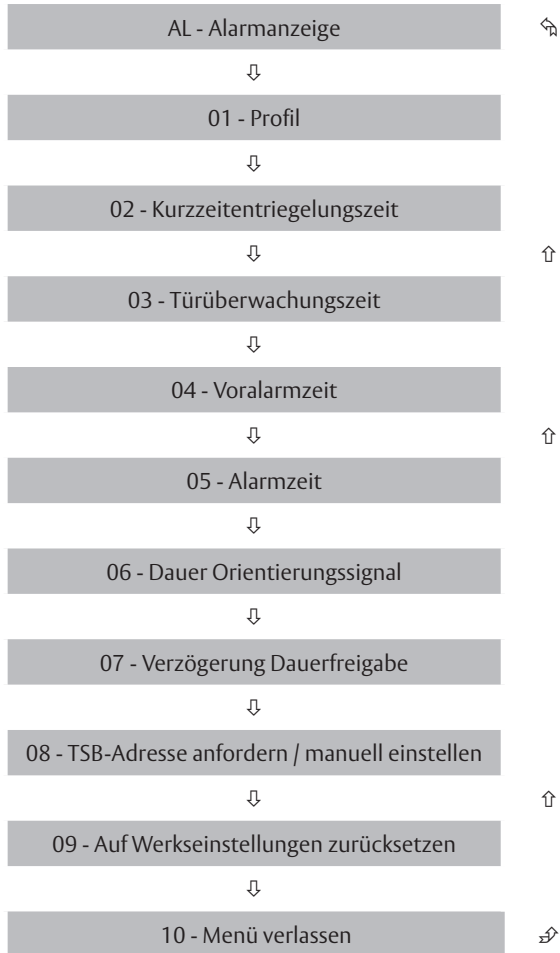 AL - Alarmanzeige
01 - Profil
02 - Kurzzeitentriegelungszeit
03 - Türüberwachungszeit
04 - Voralarmzeit
05 - Alarmzeit
06 - Dauer Orientierungssignal
07 - Verzögerung Dauerfreigabe
08 - TSB-Adresse anfordern / manuell einstellen
09 - Auf Werkseinstellungen zurücksetzen
10 - Menü verlassen